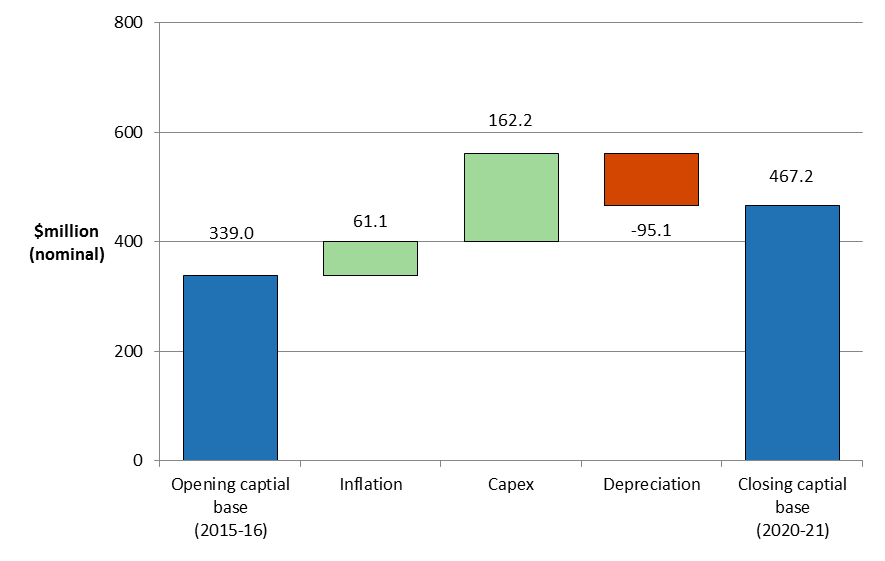 800
600
400
200
0
$million
(nominal)
339.0
61.1
162.2
-95.1
467.2
Opening captial
base
(2015-16)
Inflation
Capex
Depreciation
Closing captial
base
(2020-21)